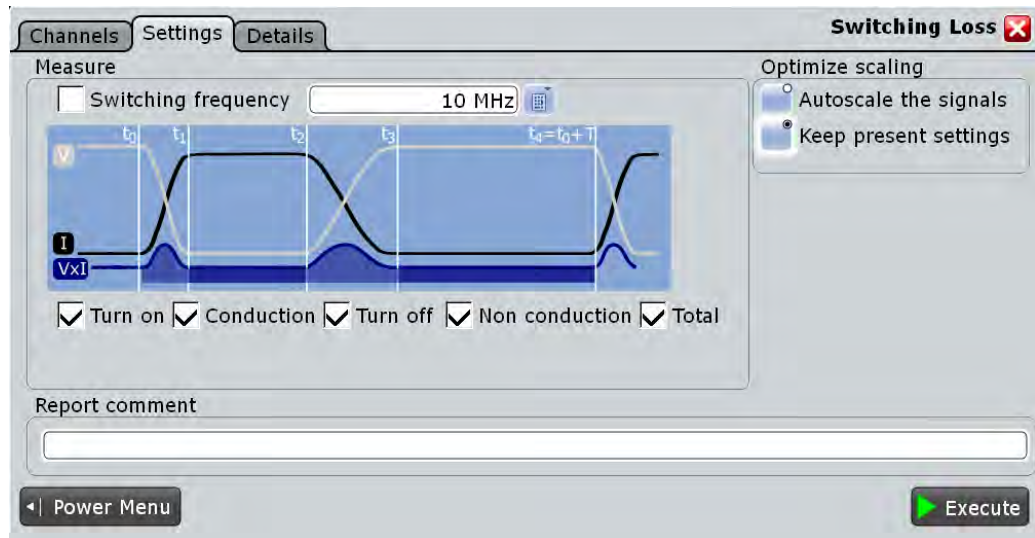 Channels Settings Details Switching Loss
Measure
Switching frequency 10 MHz
t0 t1 t2 t3 t4=t0+T
V
I
VxI
Turn on Conduction Turn off Non conduction Total
Optimize scaling
Autoscale the signals
Keep present settings
Report comment
Power Menu Execute